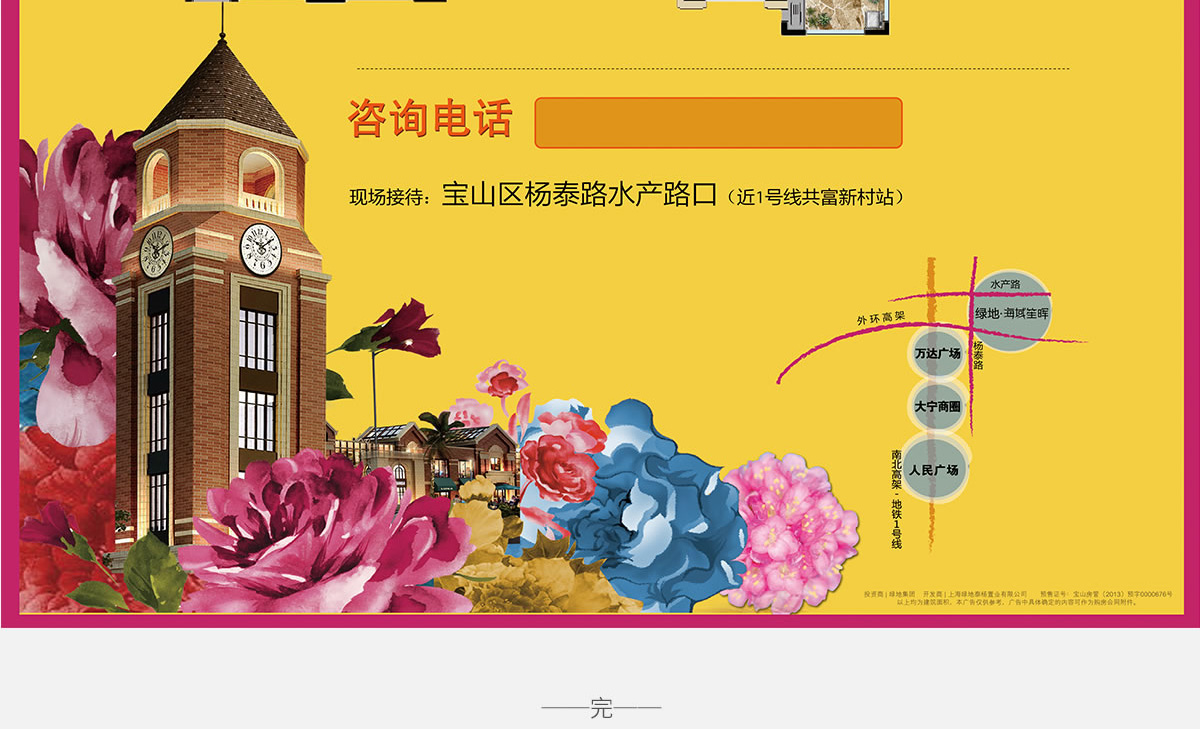 咨询电话
现场接待：宝山区杨泰路水产路口（近1号线共富新村站）
水产路
绿地·海域笙晖
外环高架
杨泰路
万达广场
大宁商圈
人民广场
南北高架-地铁1号线
投资商 | 绿地集团 开发商 | 上海绿地泰杨置业有限公司 预售证号：宝山房管（2013）预字0000676号
以上均为建筑面积，本广告仅供参考，广告中具体确定的内容可作为购房合同附件。
——完——